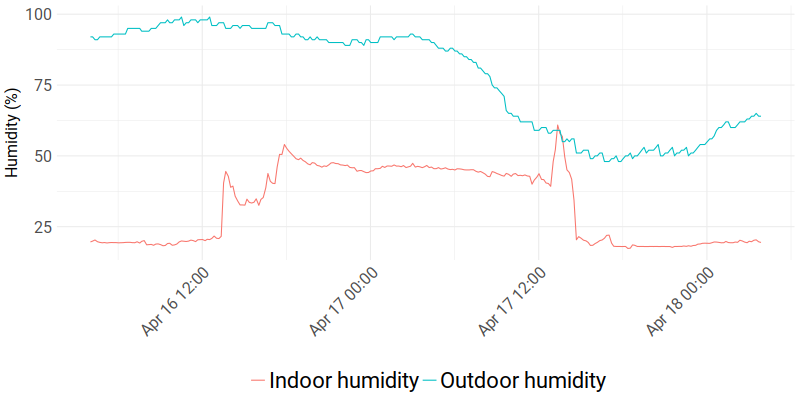 100
75
50
25
Humidity (%)
Apr 16 12:00
Apr 17 00:00
Apr 17 12:00
Apr 18 00:00
Indoor humidity Outdoor humidity